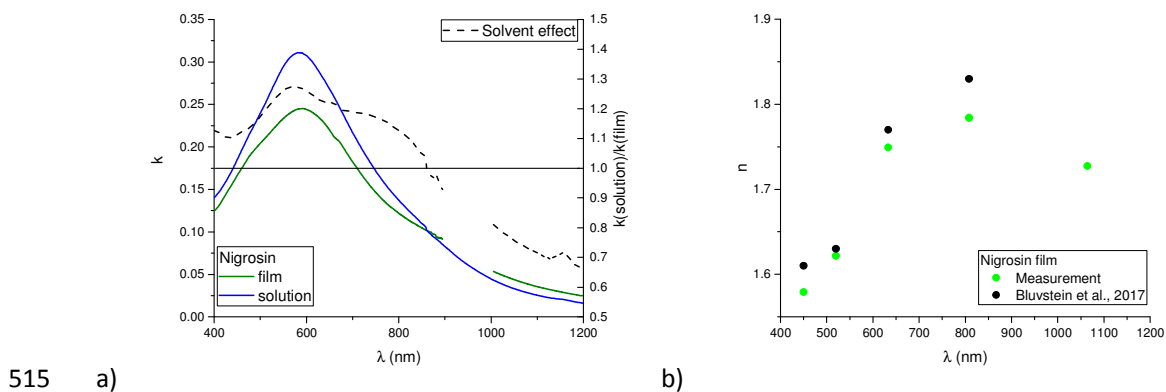 0.35
0.30
0.25
0.20
0.15
0.10
0.05
0.00
k
400 600 800 1000 1200
λ (nm)
1.5
1.4
1.3
1.2
1.1
1.0
0.9
0.8
0.7
0.6
0.5
k(solution)/k(film)
Solvent effect
Nigrosin
film
solution
1.9
1.8
1.7
1.6
n
400 500 600 700 800 900 1000 1100 1200
λ (nm)
Nigrosin film
Measurement
Bluvstein et al., 2017
515 a) b)